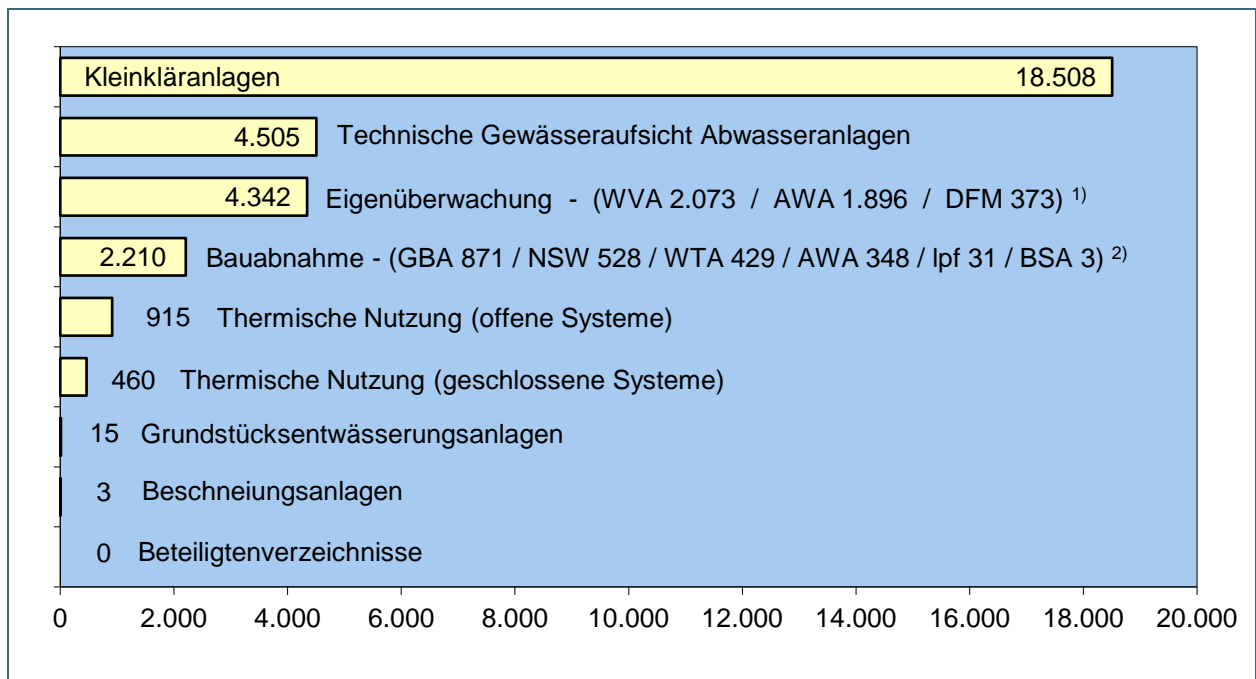 Kleinkläranlagen 18.508
4.505 Technische Gewässeraufsicht Abwasseranlagen
4.342 Eigenüberwachung - (WVA 2.073 / AWA 1.896 / DFM 373) 1)
2.210 Bauabnahme - (GBA 871 / NSW 528 / WTA 429 / AWA 348 / lpf 31 / BSA 3) 2)
915 Thermische Nutzung (offene Systeme)
460 Thermische Nutzung (geschlossene Systeme)
15 Grundstücksentwässerungsanlagen
3 Beschneiungsanlagen
0 Beteiligtenverzeichnisse
0 2.000 4.000 6.000 8.000 10.000 12.000 14.000 16.000 18.000 20.000